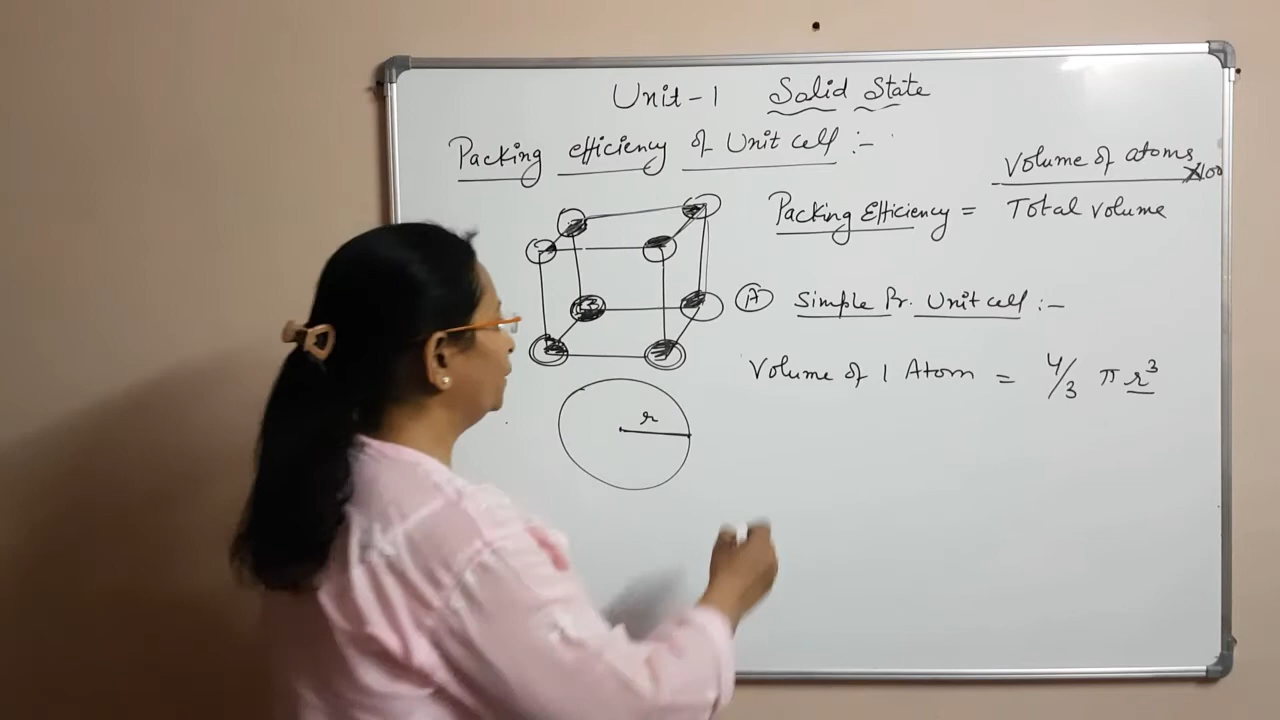 Unit-1 Solid State
Packing efficiency of Unit cell :-
Packing Efficiency = Volume of atoms ×100
Total volume
A Simple Pr. Unit cell :-
Volume of 1 Atom = 4/3 π r³
r